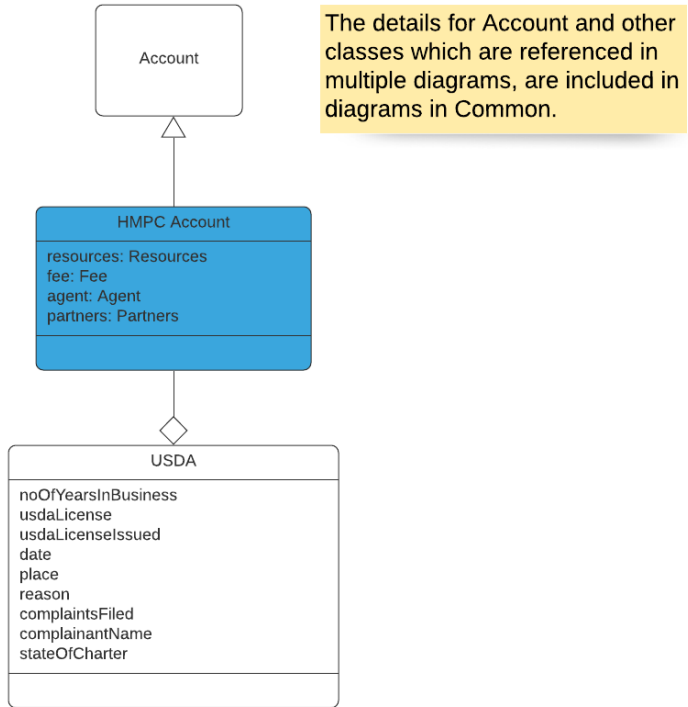 Account
The details for Account and other
classes which are referenced in
multiple diagrams, are included in
diagrams in Common.
HMPC Account
resources: Resources
fee: Fee
agent: Agent
partners: Partners
USDA
noOfYearsInBusiness
usdaLicense
usdaLicenseIssued
date
place
reason
complaintsFiled
complainantName
stateOfCharter